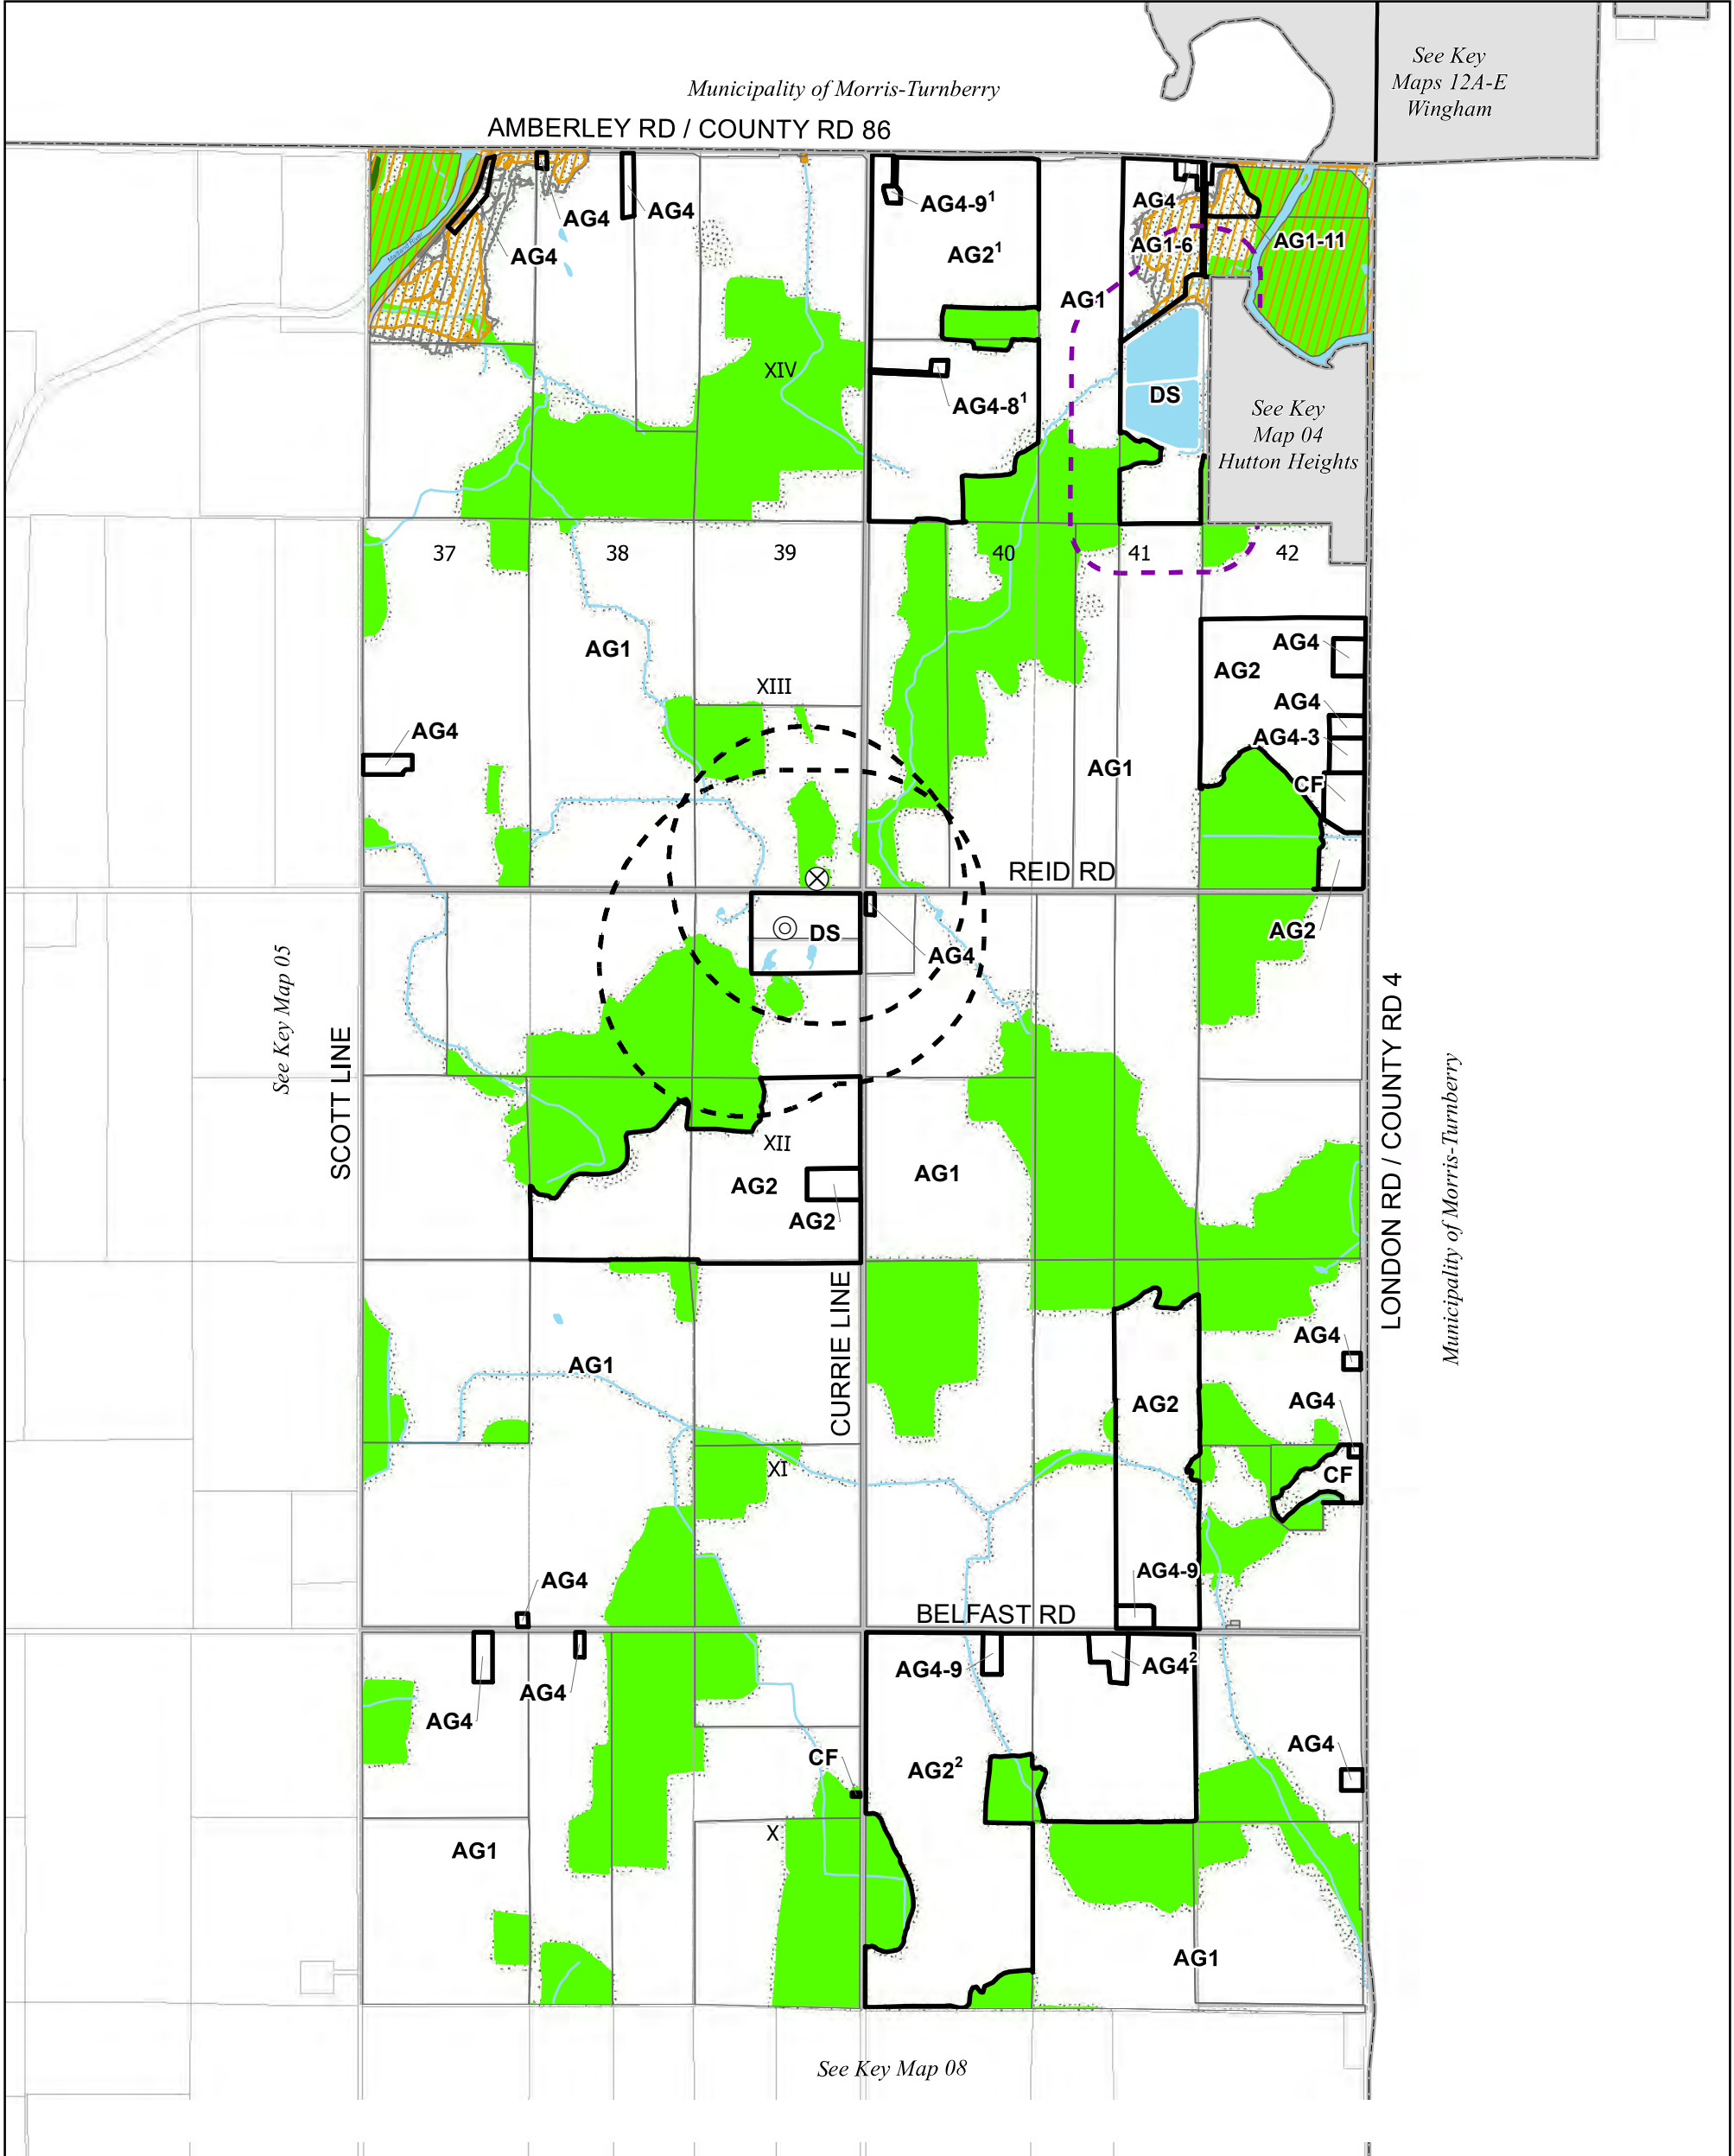 See Key
Maps 12A-E
Wingham
Municipality of Morris-Turnberry
AMBERLEY RD / COUNTY RD 86
AG4
AG4
AG4
Maitland River
AG4-9¹
AG2¹
AG4
AG1-6
AG1-11
AG1
XIV
AG4-8¹
DS
See Key
Map 04
Hutton Heights
37
38
39
40
41
42
AG1
XIII
AG4
AG2
AG4
AG4
AG4-3
CF
AG1
REID RD
AG2
DS
AG4
See Key Map 05
SCOTT LINE
LONDON RD / COUNTY RD 4
Municipality of Morris-Turnberry
XII
AG2
AG2
AG1
CURRIE LINE
AG1
AG4
AG4
AG2
XI
CF
AG4
AG4-9
BELFAST RD
AG4
AG4
AG4-9
AG4²
CF
AG2²
AG4
X
AG1
AG1
See Key Map 08